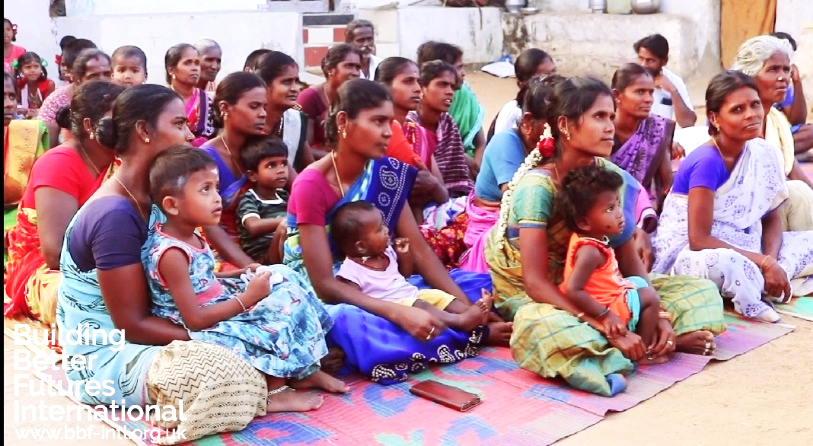 Building
Better
Futures
International
www.bbf-intl.org.uk